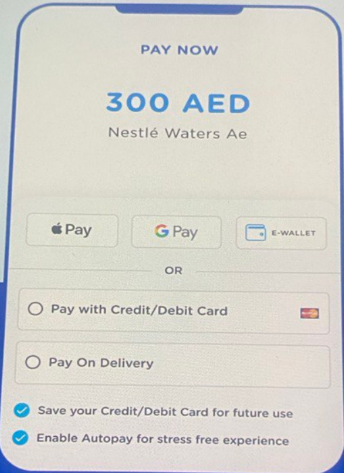 PAY NOW
300 AED
Nestlé Waters Ae
Pay
G Pay
E-WALLET
OR
Pay with Credit/Debit Card
Pay On Delivery
Save your Credit/Debit Card for future use
Enable Autopay for stress free experience